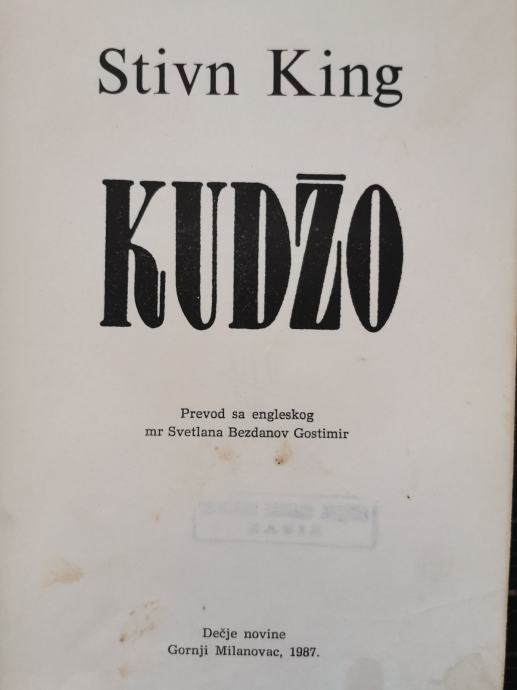 Stivn King
KUDŽO
Prevod sa engleskog
mr Svetlana Bezdanov Gostimir
Dečje novine
Gornji Milanovac, 1987.